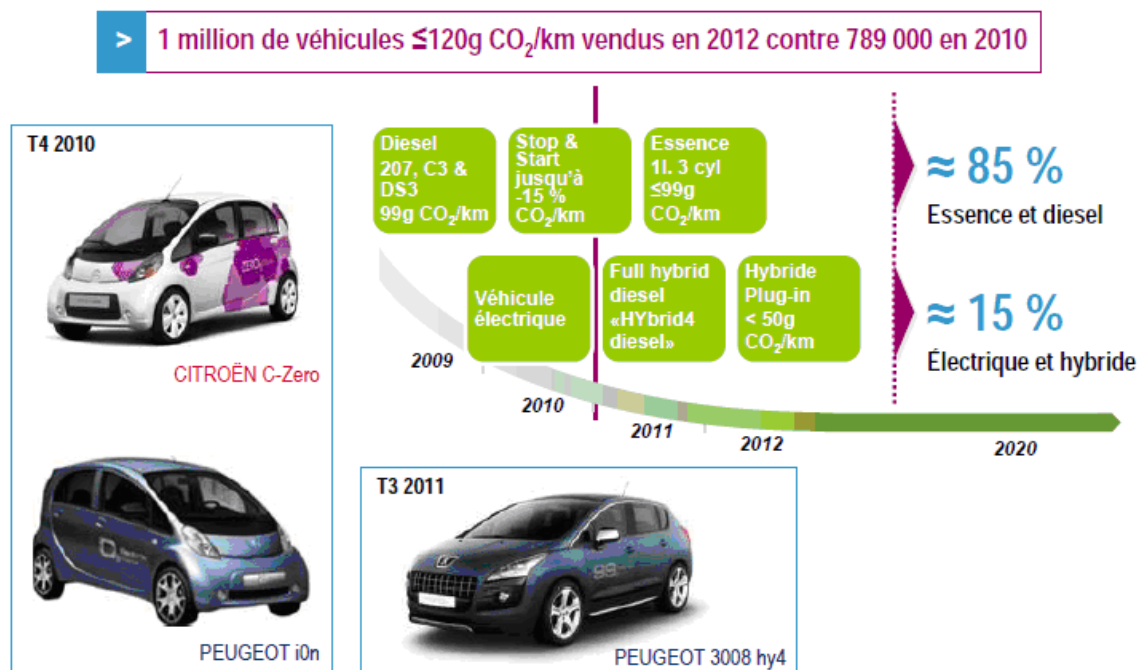 > 1 million de véhicules ≤120g CO₂/km vendus en 2012 contre 789 000 en 2010
T4 2010
CITROËN C-Zero
PEUGEOT i0n
Diesel
207, C3 &
DS3
99g CO₂/km
Stop &
Start
jusqu'à
-15 %
CO₂/km
Essence
1l. 3 cyl
≤99g
CO₂/km
Véhicule
électrique
Full hybrid
diesel
«HYbrid4
diesel»
Hybride
Plug-in
< 50g
CO₂/km
≈ 85 %
Essence et diesel
≈ 15 %
Électrique et hybride
2009
2010
2011
2012
2020
T3 2011
99
PEUGEOT 3008 hy4